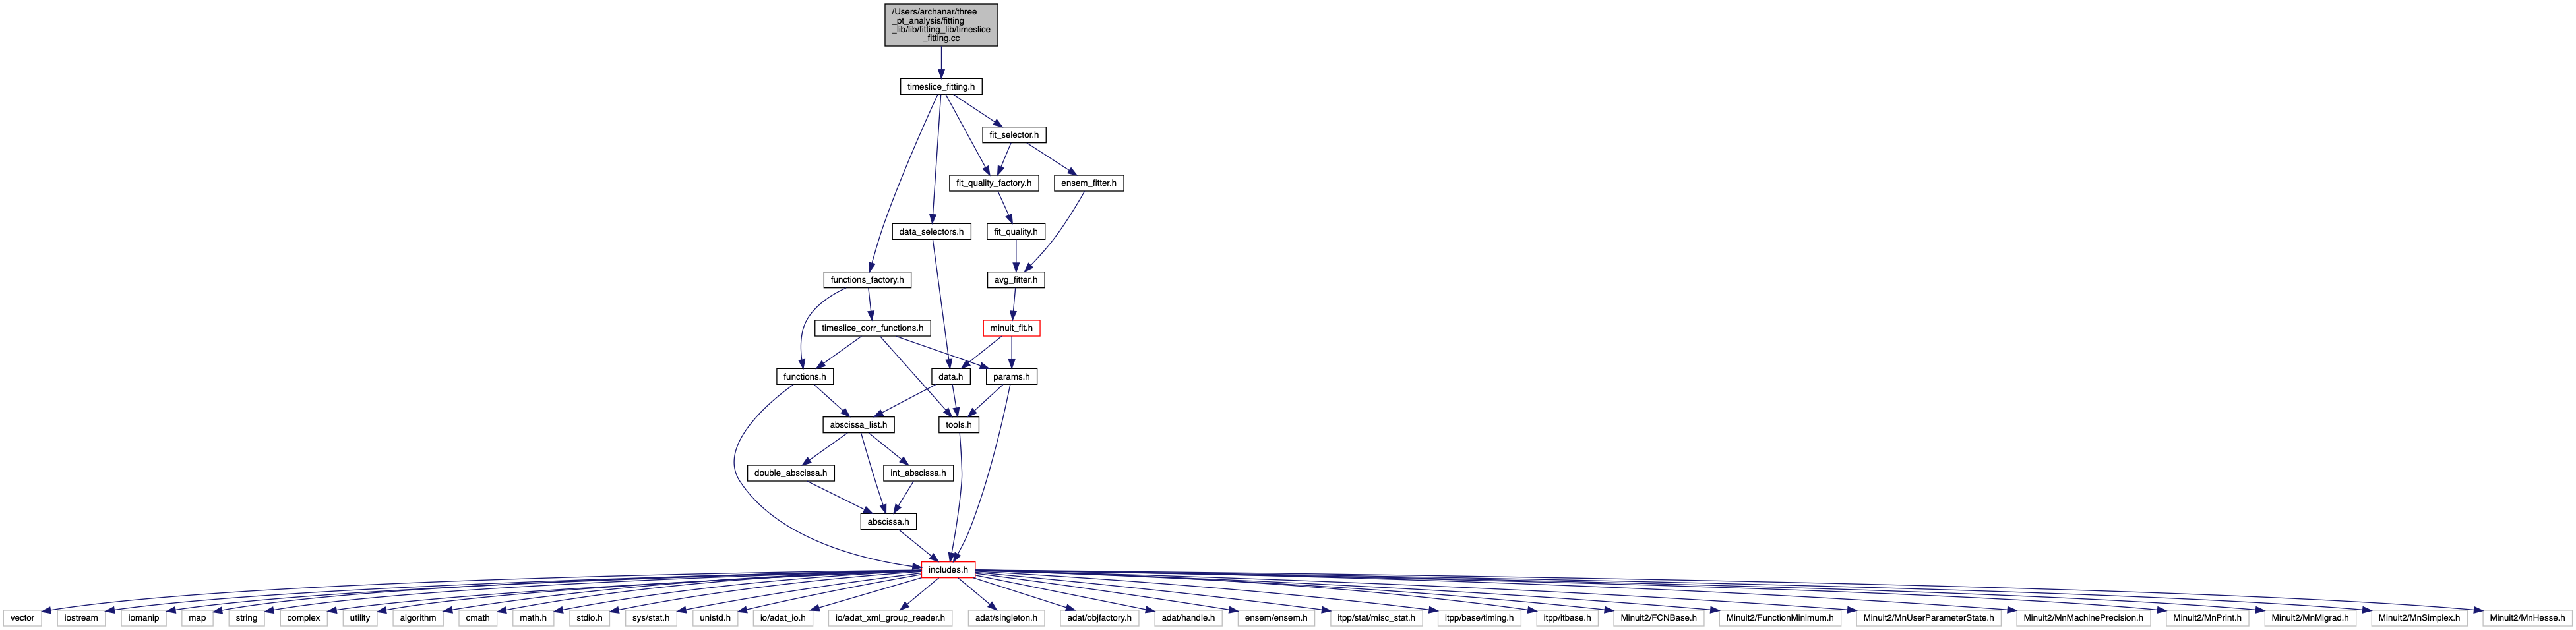 /Users/archanar/three
_pt_analysis/fitting
_lib/lib/fitting_lib/timeslice
_fitting.cc
timeslice_fitting.h
fit_selector.h
fit_quality_factory.h
ensem_fitter.h
data_selectors.h
fit_quality.h
functions_factory.h
avg_fitter.h
timeslice_corr_functions.h
minuit_fit.h
functions.h
data.h
params.h
abscissa_list.h
tools.h
double_abscissa.h
int_abscissa.h
abscissa.h
includes.h
vector
iostream
iomanip
map
string
complex
utility
algorithm
cmath
math.h
stdio.h
sys/stat.h
unistd.h
io/adat_io.h
io/adat_xml_group_reader.h
adat/singleton.h
adat/objfactory.h
adat/handle.h
ensem/ensem.h
itpp/stat/misc_stat.h
itpp/base/timing.h
itpp/itbase.h
Minuit2/FCNBase.h
Minuit2/FunctionMinimum.h
Minuit2/MnUserParameterState.h
Minuit2/MnMachinePrecision.h
Minuit2/MnPrint.h
Minuit2/MnMigrad.h
Minuit2/MnSimplex.h
Minuit2/MnHesse.h